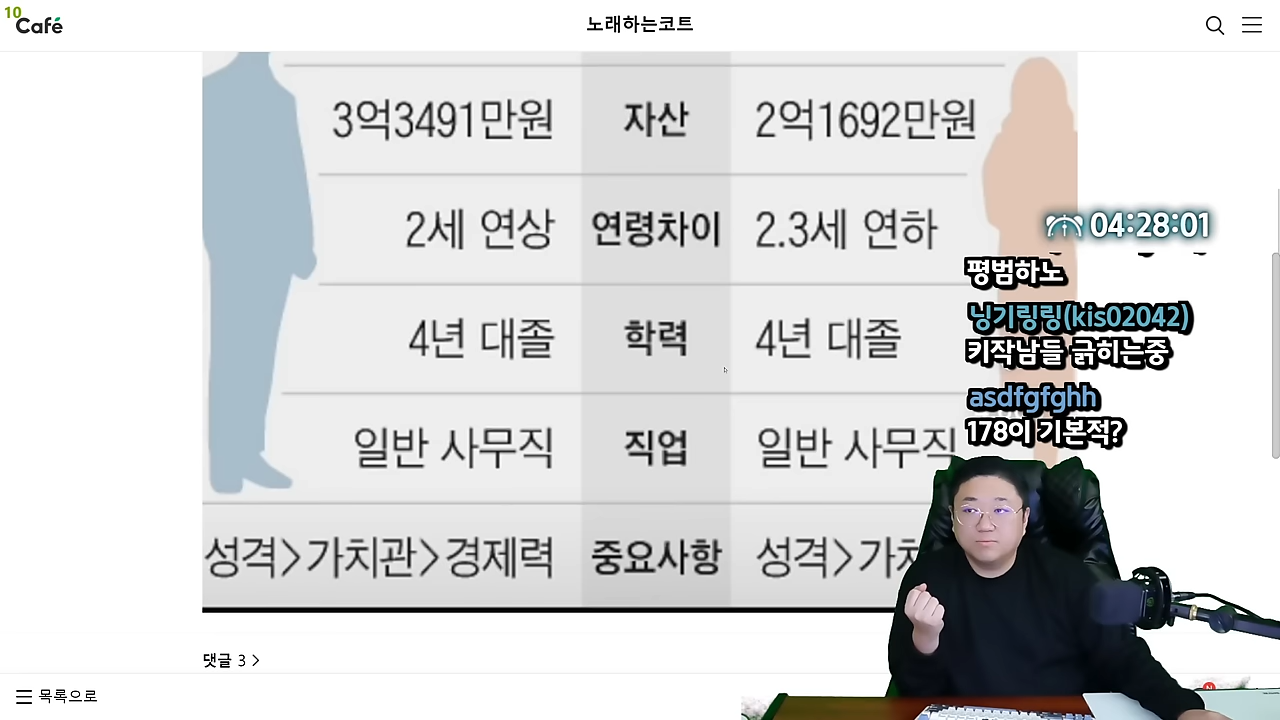 10
Café
노래하는코트
3억3491만원 자산 2억1692만원
2세 연상 연령차이 2.3세 연하
4년 대졸 학력 4년 대졸
일반 사무직 직업 일반 사무직
성격>가치관>경제력 중요사항 성격>가치
04:28:01
평범하노
닝기링링(kis02042)
키작남들 긁히는중
asdfgfghh
178이 기본적?
댓글 3 >
목록으로